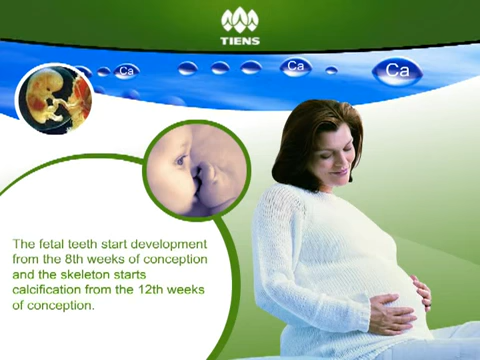 TIENS
Ca
Ca
Ca
The fetal teeth start development
from the 8th weeks of conception
and the skeleton starts
calcification from the 12th weeks
of conception.